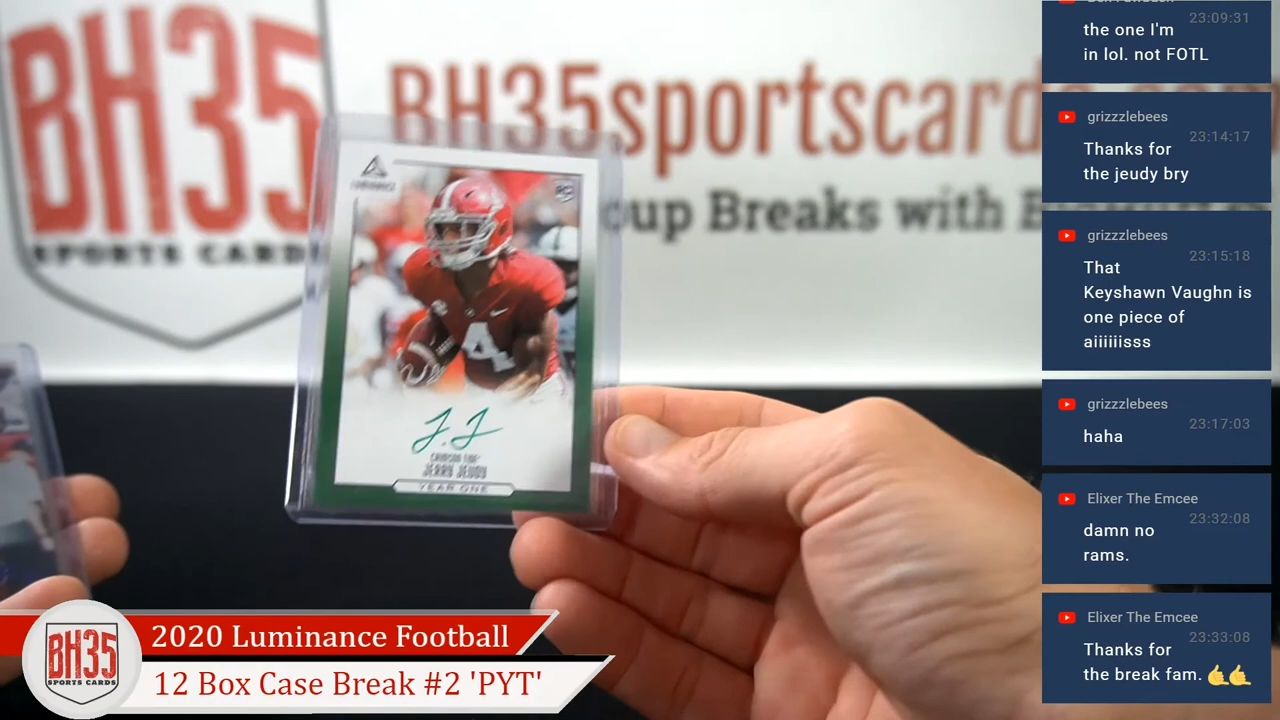 BH35
SPORTS CARDS
BH35sportscards
oup Breaks with
RC
4
J. J.
CRIMSON TIDE
JERRY JEUDY
YEAR ONE
BH35
SPORTS CARDS
2020 Luminance Football
12 Box Case Break #2 'PYT'
23:09:31
the one I'm
in lol. not FOTL
grizzzlebees
23:14:17
Thanks for
the jeudy bry
grizzzlebees
23:15:18
That
Keyshawn Vaughn is
one piece of
aiiiiiisss
grizzzlebees
23:17:03
haha
Elixer The Emcee
23:32:08
damn no
rams.
Elixer The Emcee
23:33:08
Thanks for
the break fam. 🤙🤙